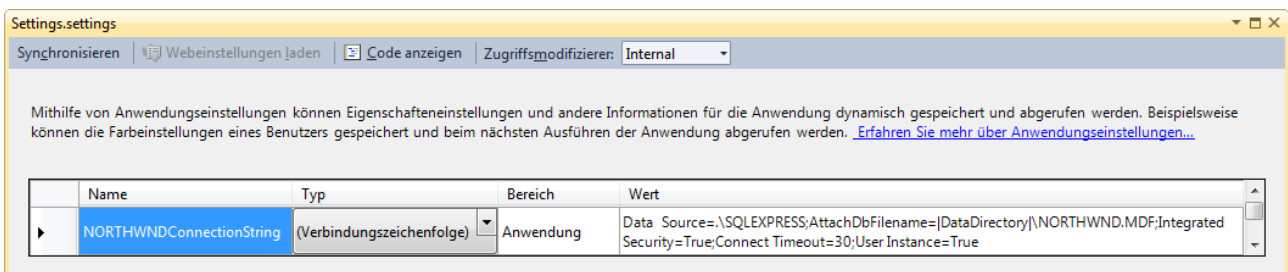 Settings.settings
Synchronisieren Webeinstellungen laden Code anzeigen Zugriffsmodifizierer: Internal
Mithilfe von Anwendungseinstellungen können Eigenschafteneinstellungen und andere Informationen für die Anwendung dynamisch gespeichert und abgerufen werden. Beispielsweise
können die Farbeinstellungen eines Benutzers gespeichert und beim nächsten Ausführen der Anwendung abgerufen werden. Erfahren Sie mehr über Anwendungseinstellungen...
Name Typ Bereich Wert
NORTHWNDConnectionString (Verbindungszeichenfolge) Anwendung Data Source=.\SQLEXPRESS;AttachDbFilename=|DataDirectory|\NORTHWND.MDF;Integrated
Security=True;Connect Timeout=30;User Instance=True